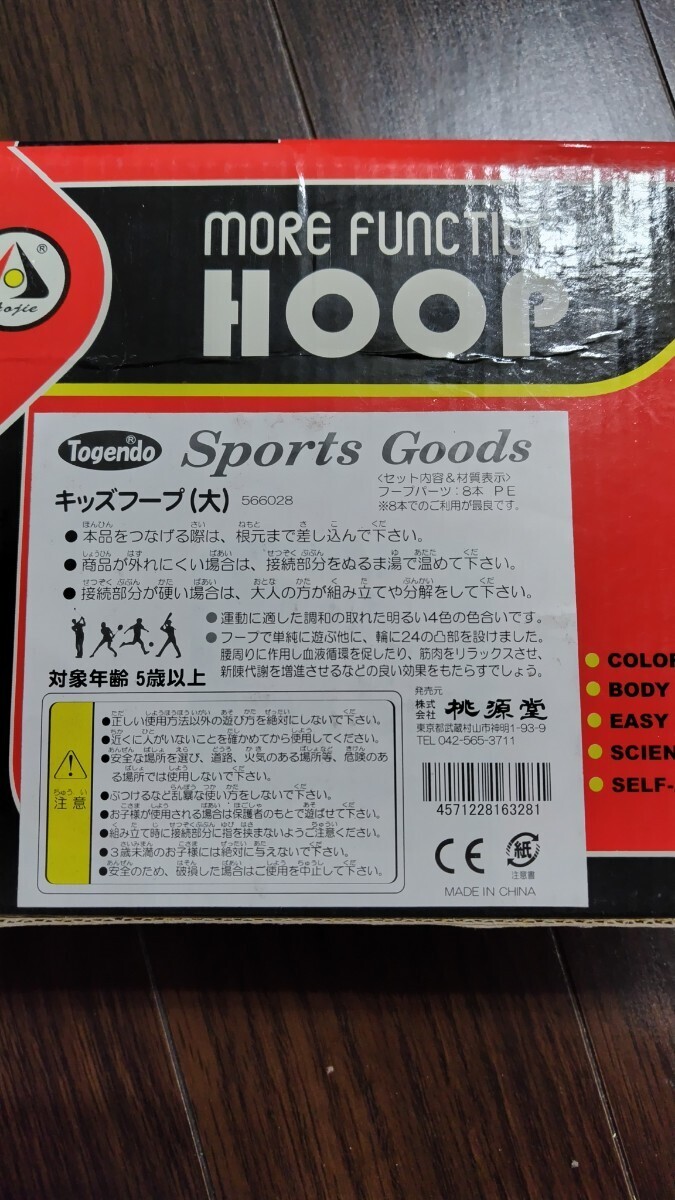 MORE FUNCTI
HOOP
®
ojie
Togendo®
Sports Goods
<セット内容&材質表示>
フープパーツ:8本 PE
※8本でのご利用が最良です。
キッズフープ(大) 566028
●本品をつなげる際は、根元まで差し込んで下さい。
●商品が外れにくい場合は、接続部分をぬるま湯で温めて下さい。
●接続部分が硬い場合は、大人の方が組み立てや分解をして下さい。
●運動に適した調和の取れた明るい4色の色合いです。
●フープで単純に遊ぶ他に、輪に24の凸部を設けました。
腰周りに作用し血液循環を促したり、筋肉をリラックスさせ、
新陳代謝を増進させるなどの良い効果をもたらすでしょう。
対象年齢 5歳以上
注意
●正しい使用方法以外の遊び方を絶対にしないで下さい。
●近くに人がいないことを確かめてから使用してください。
●安全な場所を選び、道路、火気のある場所等、危険のあ
る場所では使用しないで下さい。
●ぶつけるなど乱暴な使い方をしないで下さい。
●お子様が使用される場合は保護者のもとで遊ばせて下さい。
●組み立て時に接続部分に指を挟まないようご注意ください。
●3歳未満のお子様には絶対に与えないで下さい。
●安全のため、破損した場合はご使用を中止して下さい。
発売元
株式会社 桃源堂
東京都武蔵村山市神明1-93-9
TEL 042-565-3711
4571228163281
CE
紙
注意書
MADE IN CHINA
●COLOR
●BODY
●EASY
●SCIEN
●SELF-